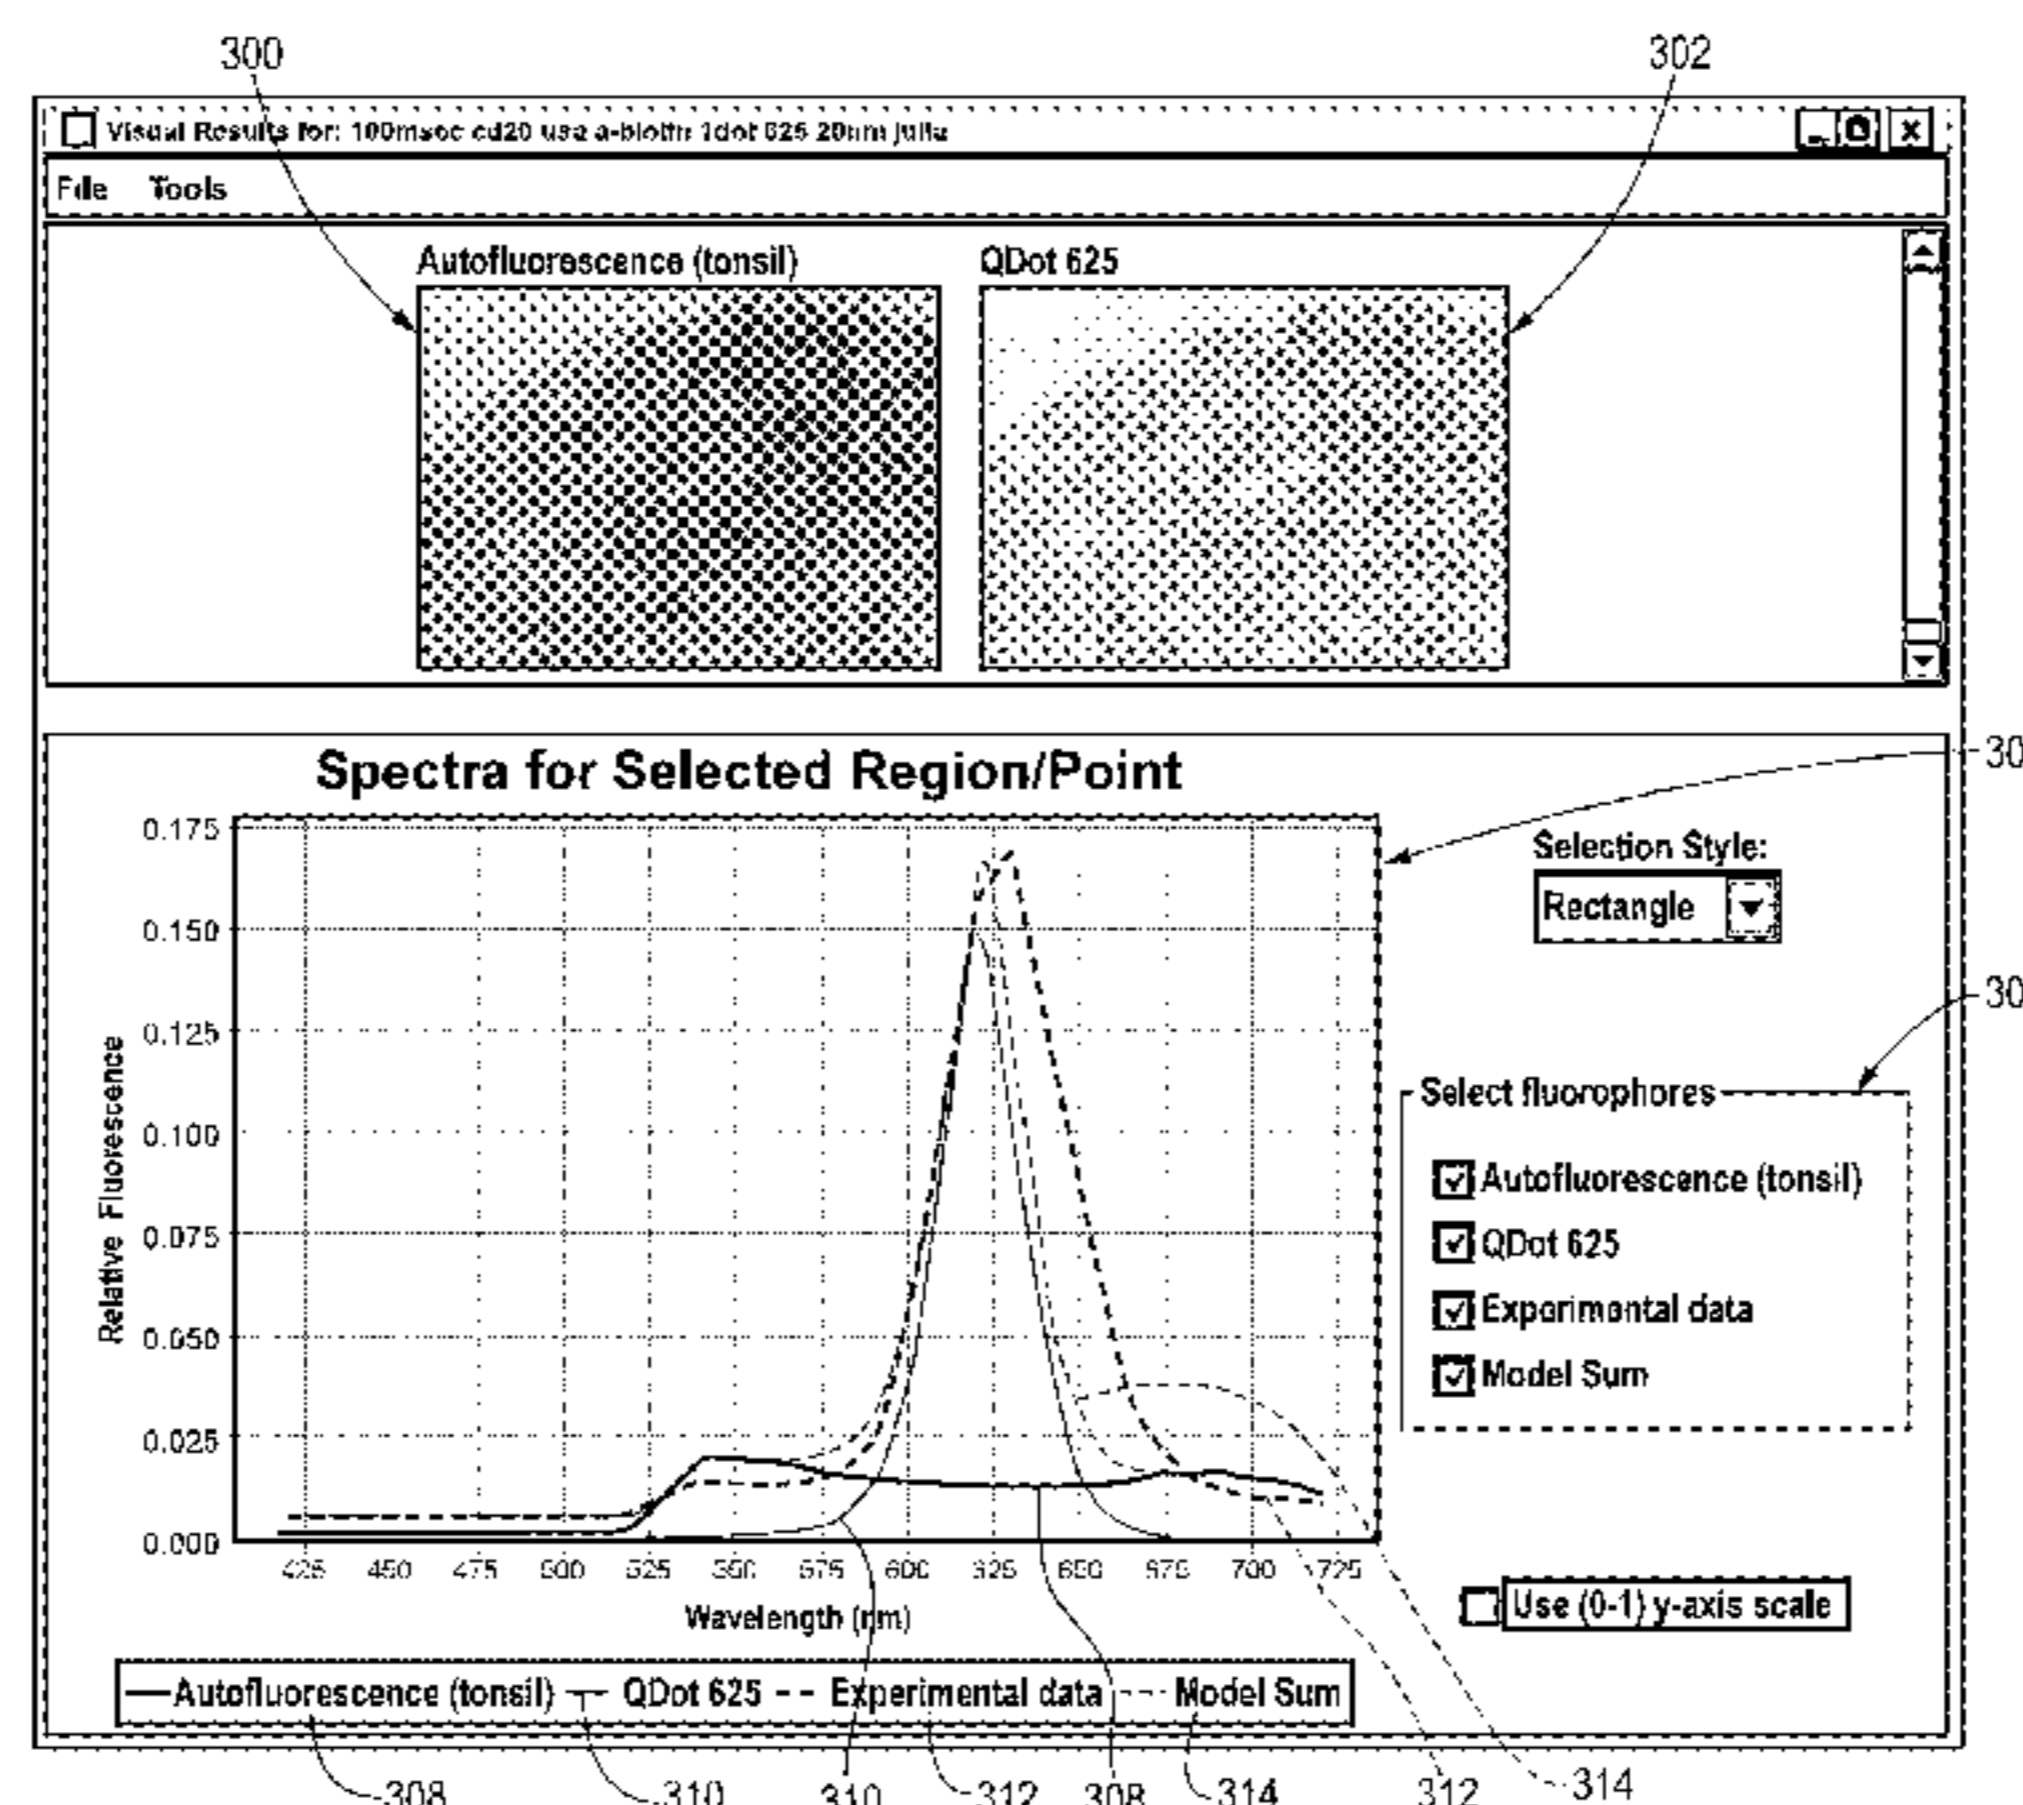 300 302
Visual Results for: 100msec cd20 usa a-biotin 1dot 625 20nm julia
File Tools
Autofluorescence (tonsil) QDot 625
30
Spectra for Selected Region/Point
0.175
0.150
0.125
0.100
0.075
0.050
0.025
0.000
Relative Fluorescence
425 450 475 500 525 550 575 600 625 650 675 700 725
Wavelength (nm)
Selection Style:
Rectangle
30
Select fluorophores
Autofluorescence (tonsil)
QDot 625
Experimental data
Model Sum
Use (0-1) y-axis scale
Autofluorescence (tonsil) QDot 625 Experimental data Model Sum
308 310 310 312 308 314 312 314